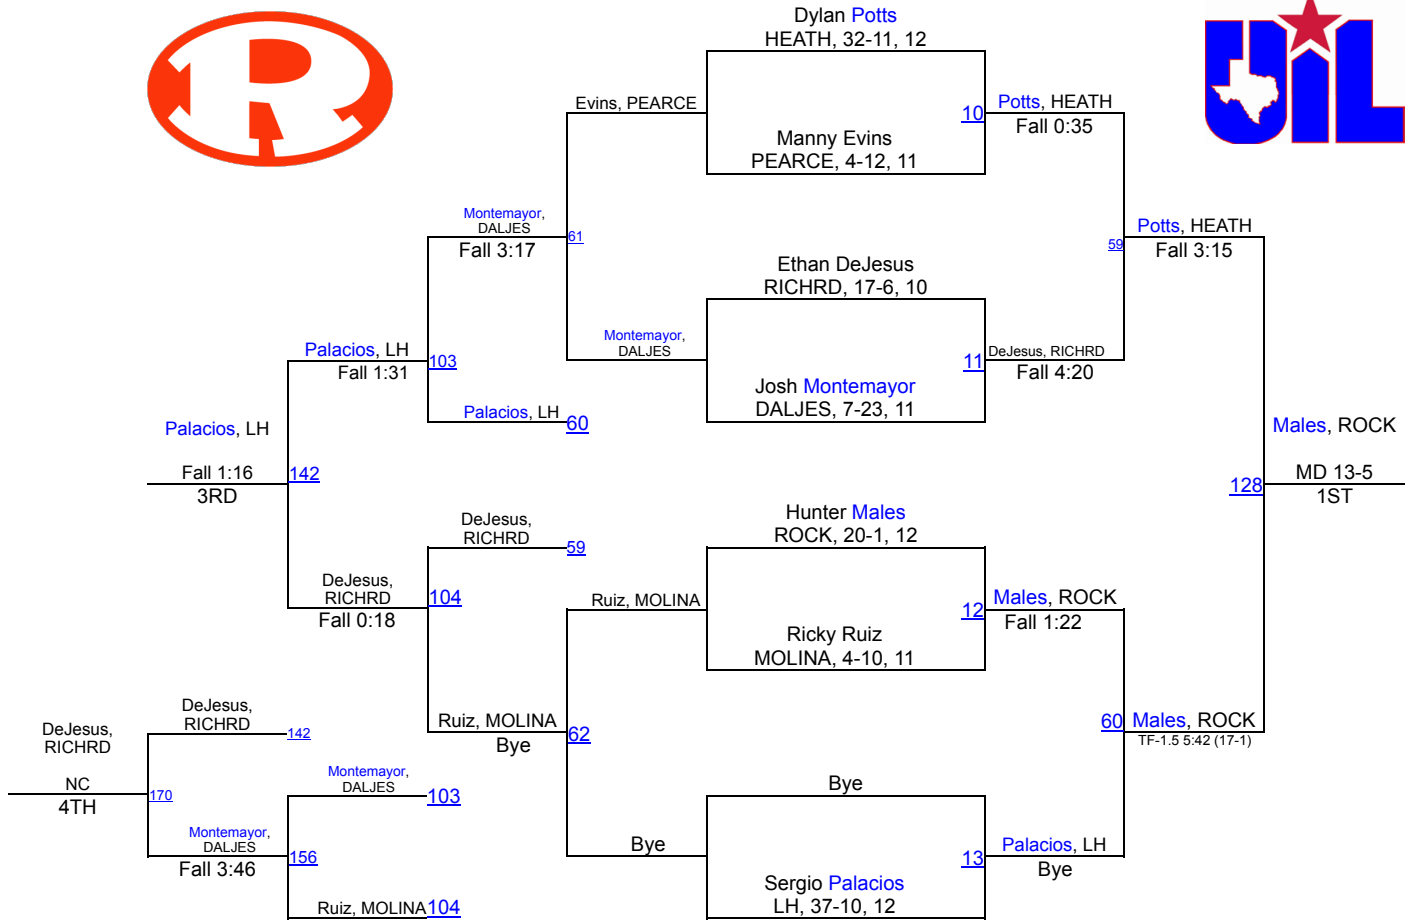 Dylan Potts
HEATH, 32-11, 12
R
UIL
Evins, PEARCE
10
Potts, HEATH
Fall 0:35
Manny Evins
PEARCE, 4-12, 11
Montemayor,
DALJES
Fall 3:17
61
59
Potts, HEATH
Fall 3:15
Ethan DeJesus
RICHRD, 17-6, 10
Palacios, LH
Fall 1:31
103
Montemayor,
DALJES
11
DeJesus, RICHRD
Fall 4:20
Josh Montemayor
DALJES, 7-23, 11
Palacios, LH
60
Palacios, LH
Fall 1:16
3RD
142
Males, ROCK
128
MD 13-5
1ST
Hunter Males
ROCK, 20-1, 12
DeJesus,
RICHRD
59
DeJesus,
RICHRD
Fall 0:18
104
Ruiz, MOLINA
12
Males, ROCK
Fall 1:22
Ricky Ruiz
MOLINA, 4-10, 11
DeJesus,
RICHRD
142
Ruiz, MOLINA
Bye
62
60
Males, ROCK
TF-1.5 5:42 (17-1)
DeJesus,
RICHRD
NC
4TH
170
Montemayor,
DALJES
103
Bye
Montemayor,
DALJES
Fall 3:46
156
Bye
13
Palacios, LH
Bye
Sergio Palacios
LH, 37-10, 12
Ruiz, MOLINA
104